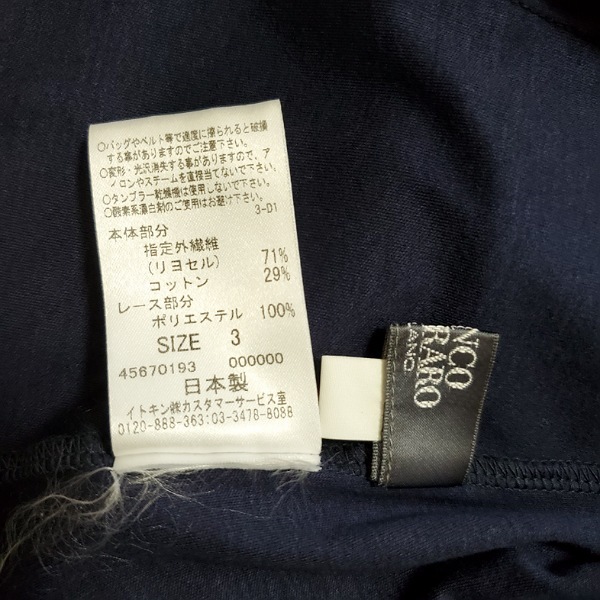 ○バッグやベルト等で過度に擦られると破損
する事がありますのでご注意下さい。
○変形・光沢消失する事がありますので、ア
イロンやスチームを直接当てないで下さい。
○タンブラー乾燥機は使用しないで下さい。
○酸素系漂白剤のご使用はお避け下さい。
3-D1
本体部分
指定外繊維
(リヨセル) 71%
コットン 29%
レース部分
ポリエステル 100%
SIZE 3
45670193 000000
日本製
イトキン㈱カスタマーサービス室
0120-888-363:03-3478-8088
NCO
RARO
LANO